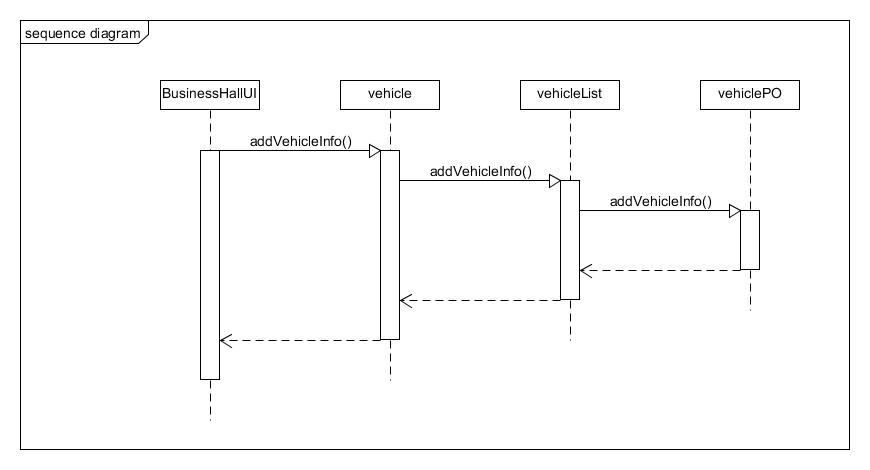 sequence diagram
BusinessHallUI
vehicle
vehicleList
vehiclePO
addVehicleInfo()
addVehicleInfo()
addVehicleInfo()